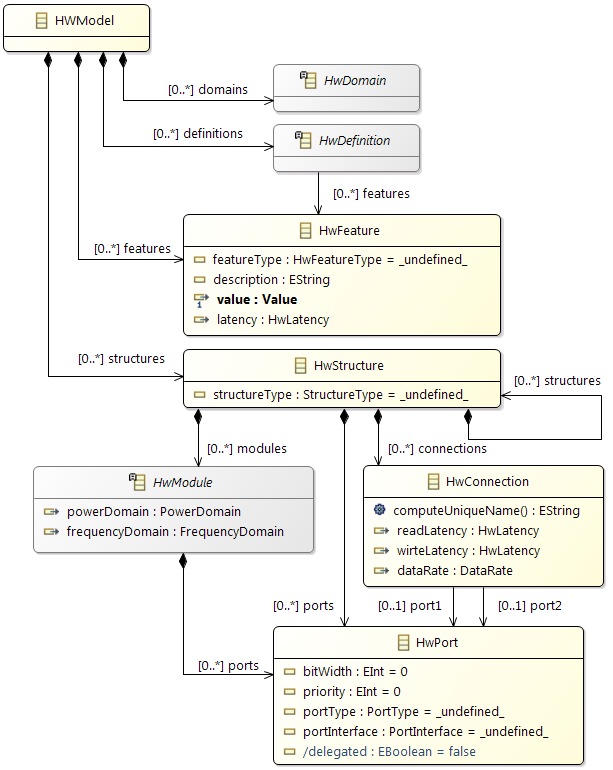 HWModel
[0..*] domains
HwDomain
[0..*] definitions
HwDefinition
[0..*] features
HwFeature
[0..*] features
featureType : HwFeatureType = _undefined_
description : EString
value : Value
1
latency : HwLatency
[0..*] structures
HwStructure
structureType : StructureType = _undefined_
[0..*] structures
[0..*] modules
[0..*] connections
HwModule
powerDomain : PowerDomain
frequencyDomain : FrequencyDomain
HwConnection
computeUniqueName() : EString
readLatency : HwLatency
wirteLatency : HwLatency
dataRate : DataRate
[0..*] ports
[0..1] port1
[0..1] port2
[0..*] ports
HwPort
bitWidth : EInt = 0
priority : EInt = 0
portType : PortType = _undefined_
portInterface : PortInterface = _undefined_
/delegated : EBoolean = false